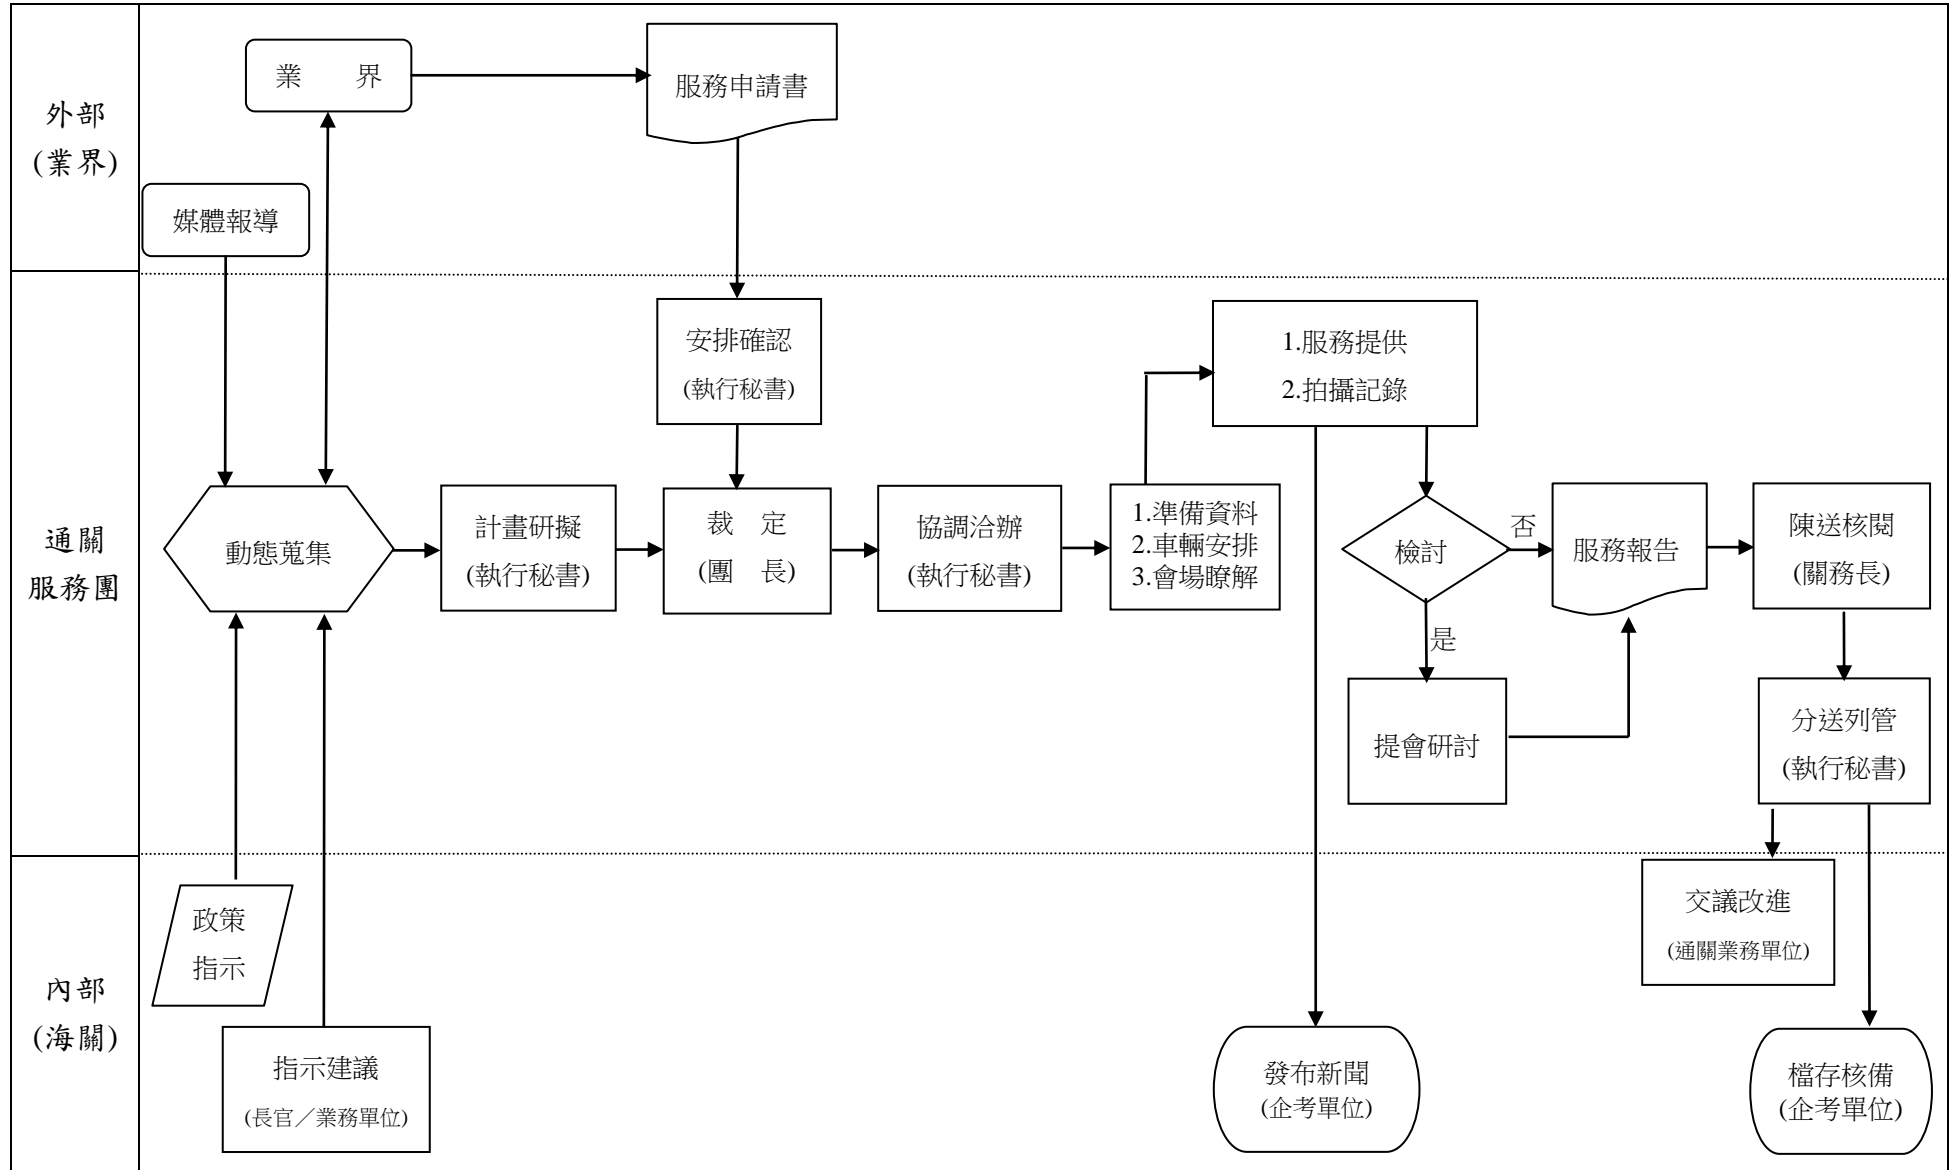 外部
(業界)
業　　界
服務申請書
媒體報導
通關
服務團
安排確認
(執行秘書)
1.服務提供
2.拍攝記錄
動態蒐集
計畫研擬
(執行秘書)
裁　定
(團　長)
協調洽辦
(執行秘書)
1.準備資料
2.車輛安排
3.會場瞭解
檢討
否
是
服務報告
陳送核閱
(關務長)
提會研討
分送列管
(執行秘書)
內部
(海關)
政策
指示
指示建議
(長官／業務單位)
交議改進
(通關業務單位)
發布新聞
(企考單位)
檔存核備
(企考單位)